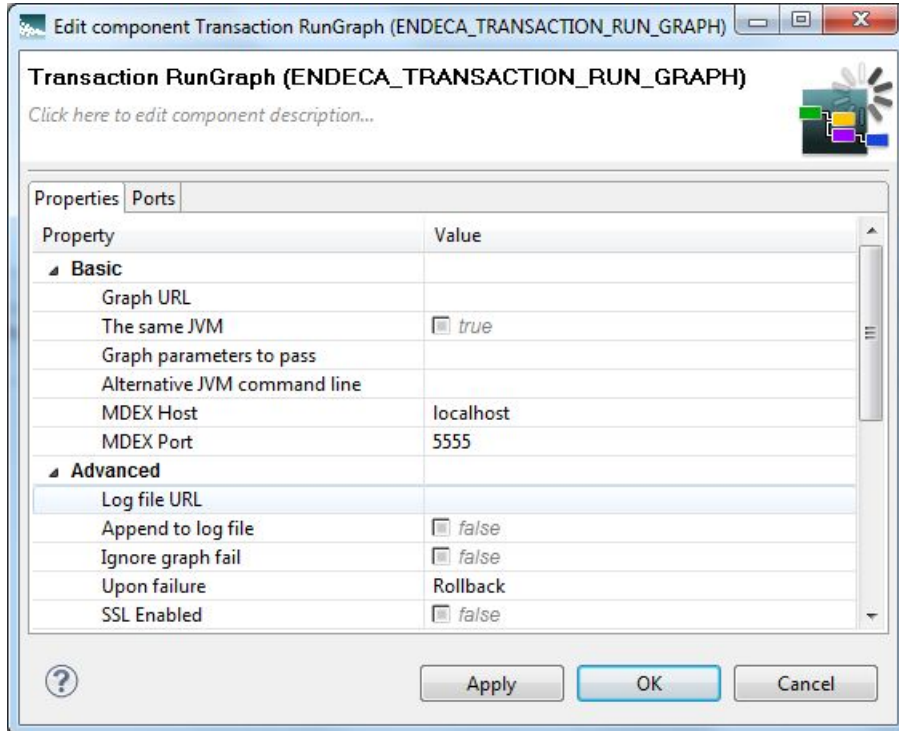 Edit component Transaction RunGraph (ENDECA_TRANSACTION_RUN_GRAPH)
Transaction RunGraph (ENDECA_TRANSACTION_RUN_GRAPH)
Click here to edit component description...
Properties Ports
Property Value
Basic
Graph URL
The same JVM true
Graph parameters to pass
Alternative JVM command line
MDEX Host localhost
MDEX Port 5555
Advanced
Log file URL
Append to log file false
Ignore graph fail false
Upon failure Rollback
SSL Enabled false
? Apply OK Cancel